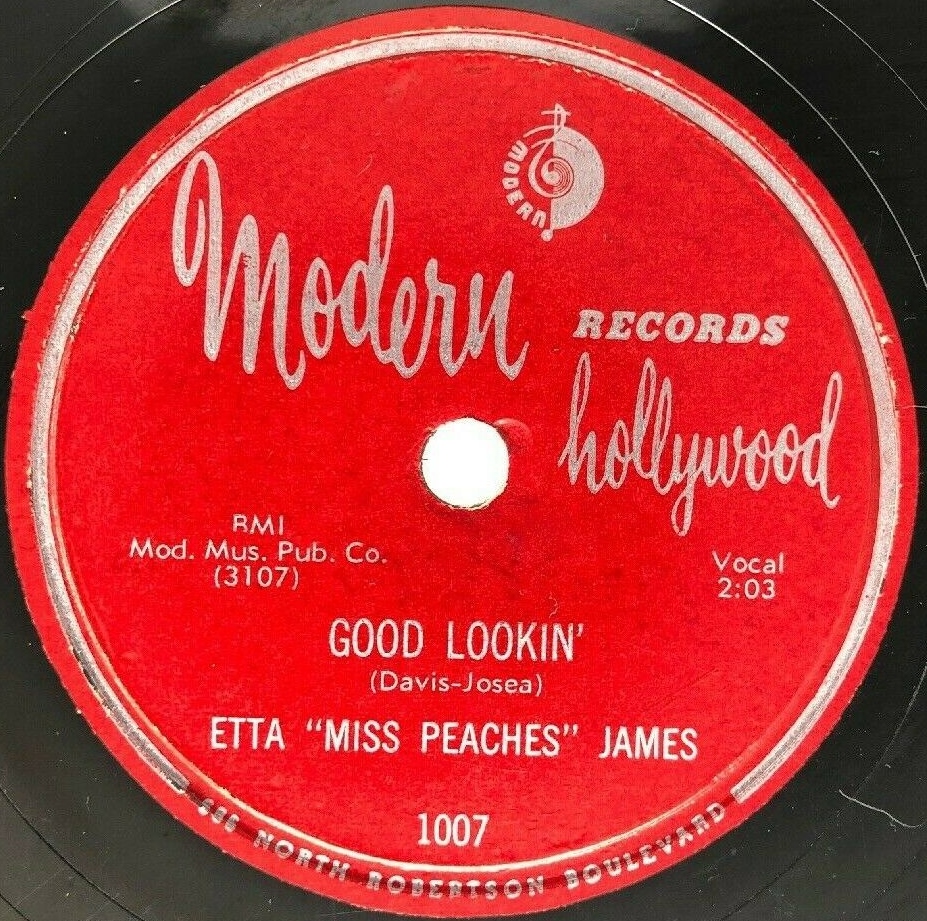 MODERN
Modern
RECORDS
hollywood
BMI
Mod. Mus. Pub. Co.
(3107)
Vocal
2:03
GOOD LOOKIN'
(Davis-Josea)
ETTA "MISS PEACHES" JAMES
1007
NORTH ROBERTSON BOULEVARD